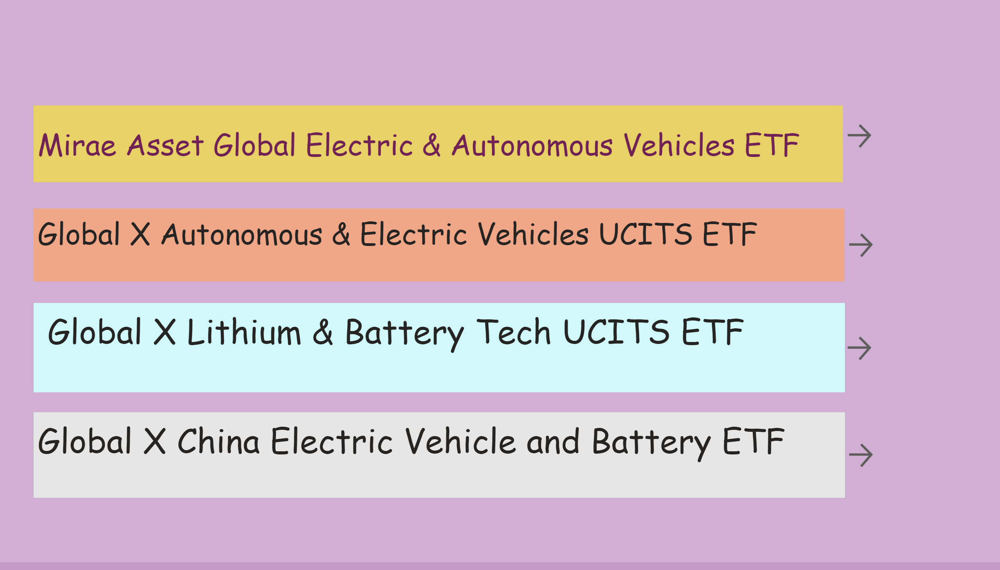 Mirae Asset Global Electric & Autonomous Vehicles ETF
Global X Autonomous & Electric Vehicles UCITS ETF
Global X Lithium & Battery Tech UCITS ETF
Global X China Electric Vehicle and Battery ETF